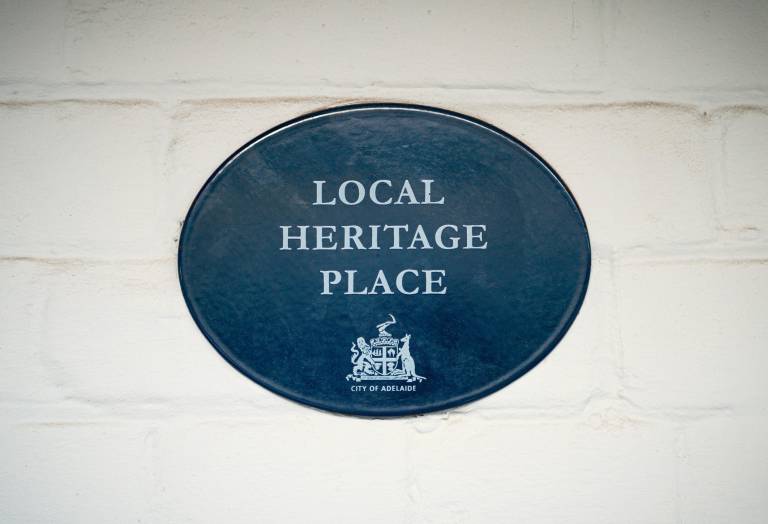 LOCAL
HERITAGE
PLACE
CITY OF ADELAIDE